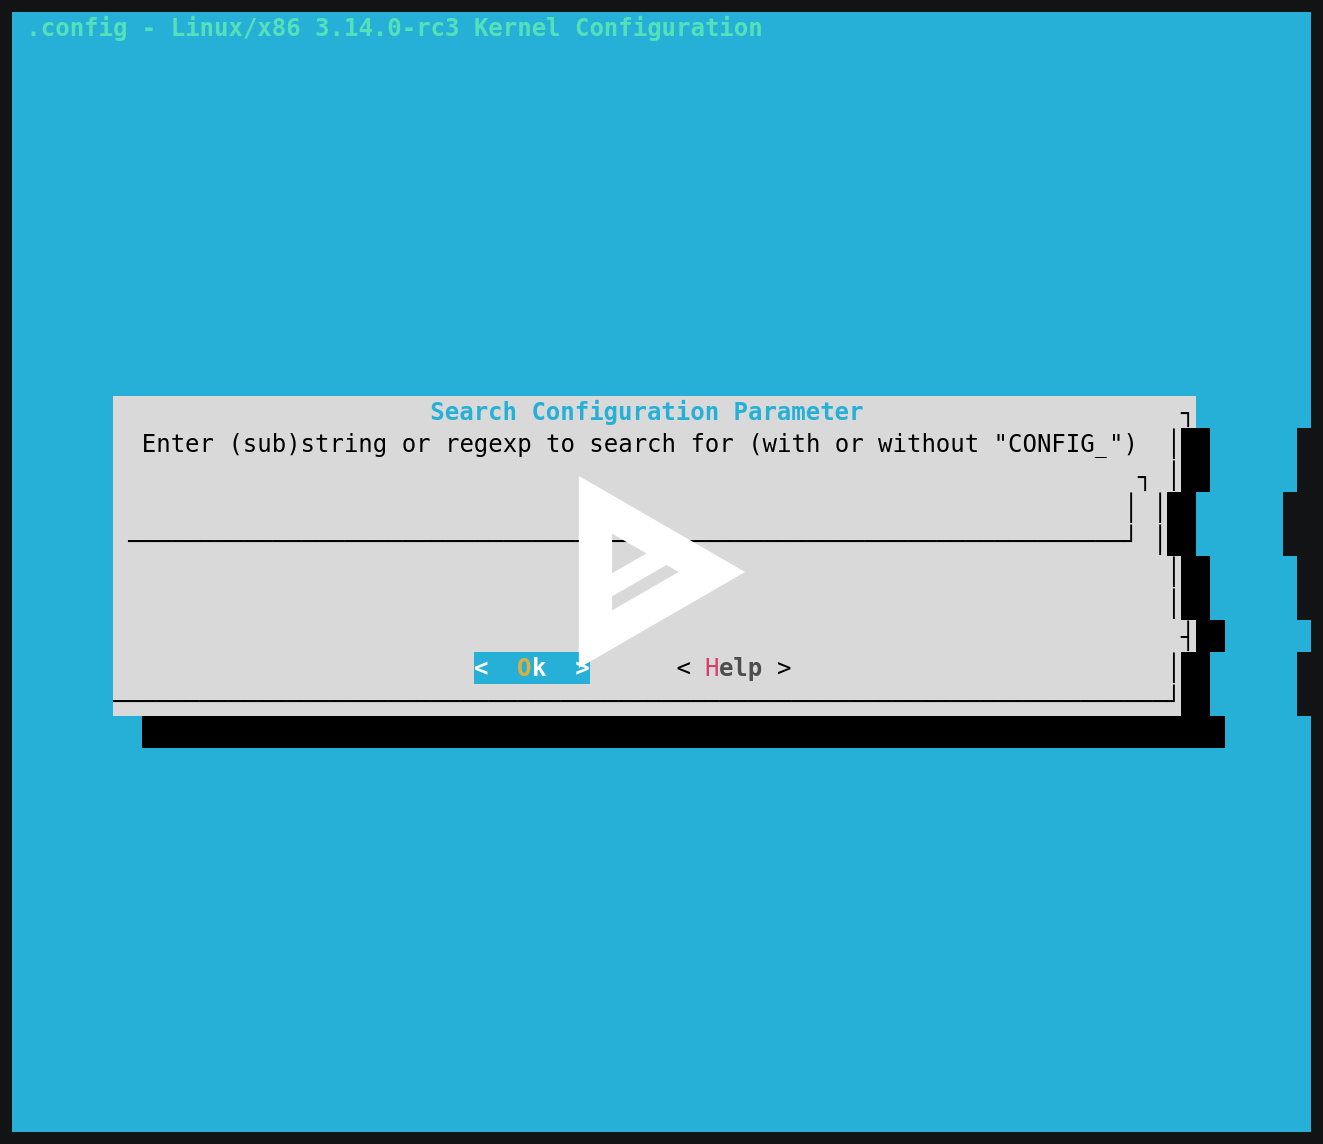 .config - Linux/x86 3.14.0-rc3 Kernel Configuration
Search Configuration Parameter
Enter (sub)string or regexp to search for (with or without "CONFIG_")
<  Ok  > < Help >